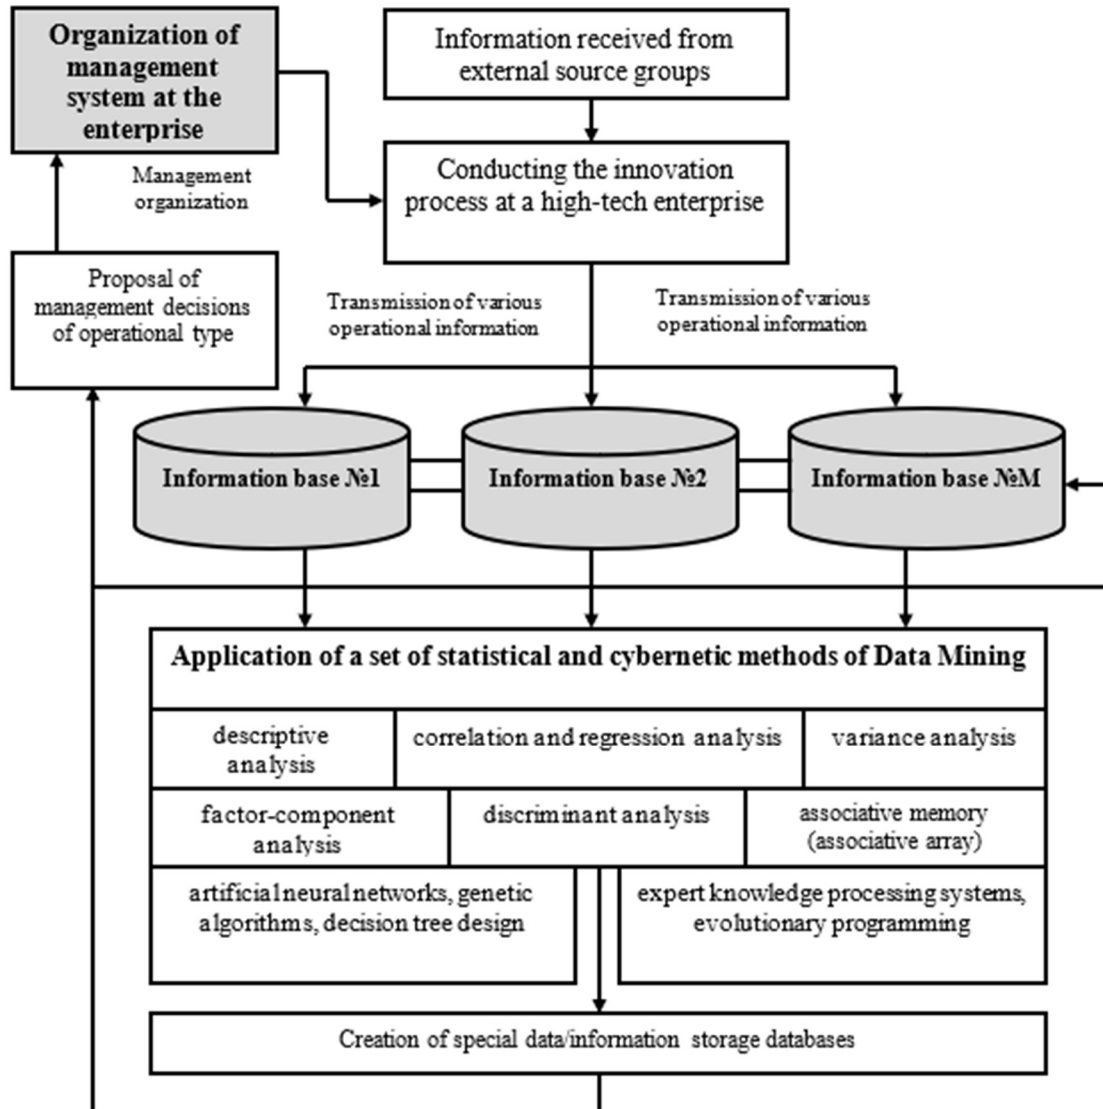 Organization of
management
system at the
enterprise
Information received from
external source groups
Management
organization
Conducting the innovation
process at a high-tech enterprise
Proposal of
management decisions
of operational type
Transmission of various
operational information
Transmission of various
operational information
Information base №1
Information base №2
Information base №M
Application of a set of statistical and cybernetic methods of Data Mining
descriptive
analysis
correlation and regression analysis
variance analysis
factor-component
analysis
discriminant analysis
associative memory
(associative array)
artificial neural networks, genetic
algorithms, decision tree design
expert knowledge processing systems,
evolutionary programming
Creation of special data/information storage databases